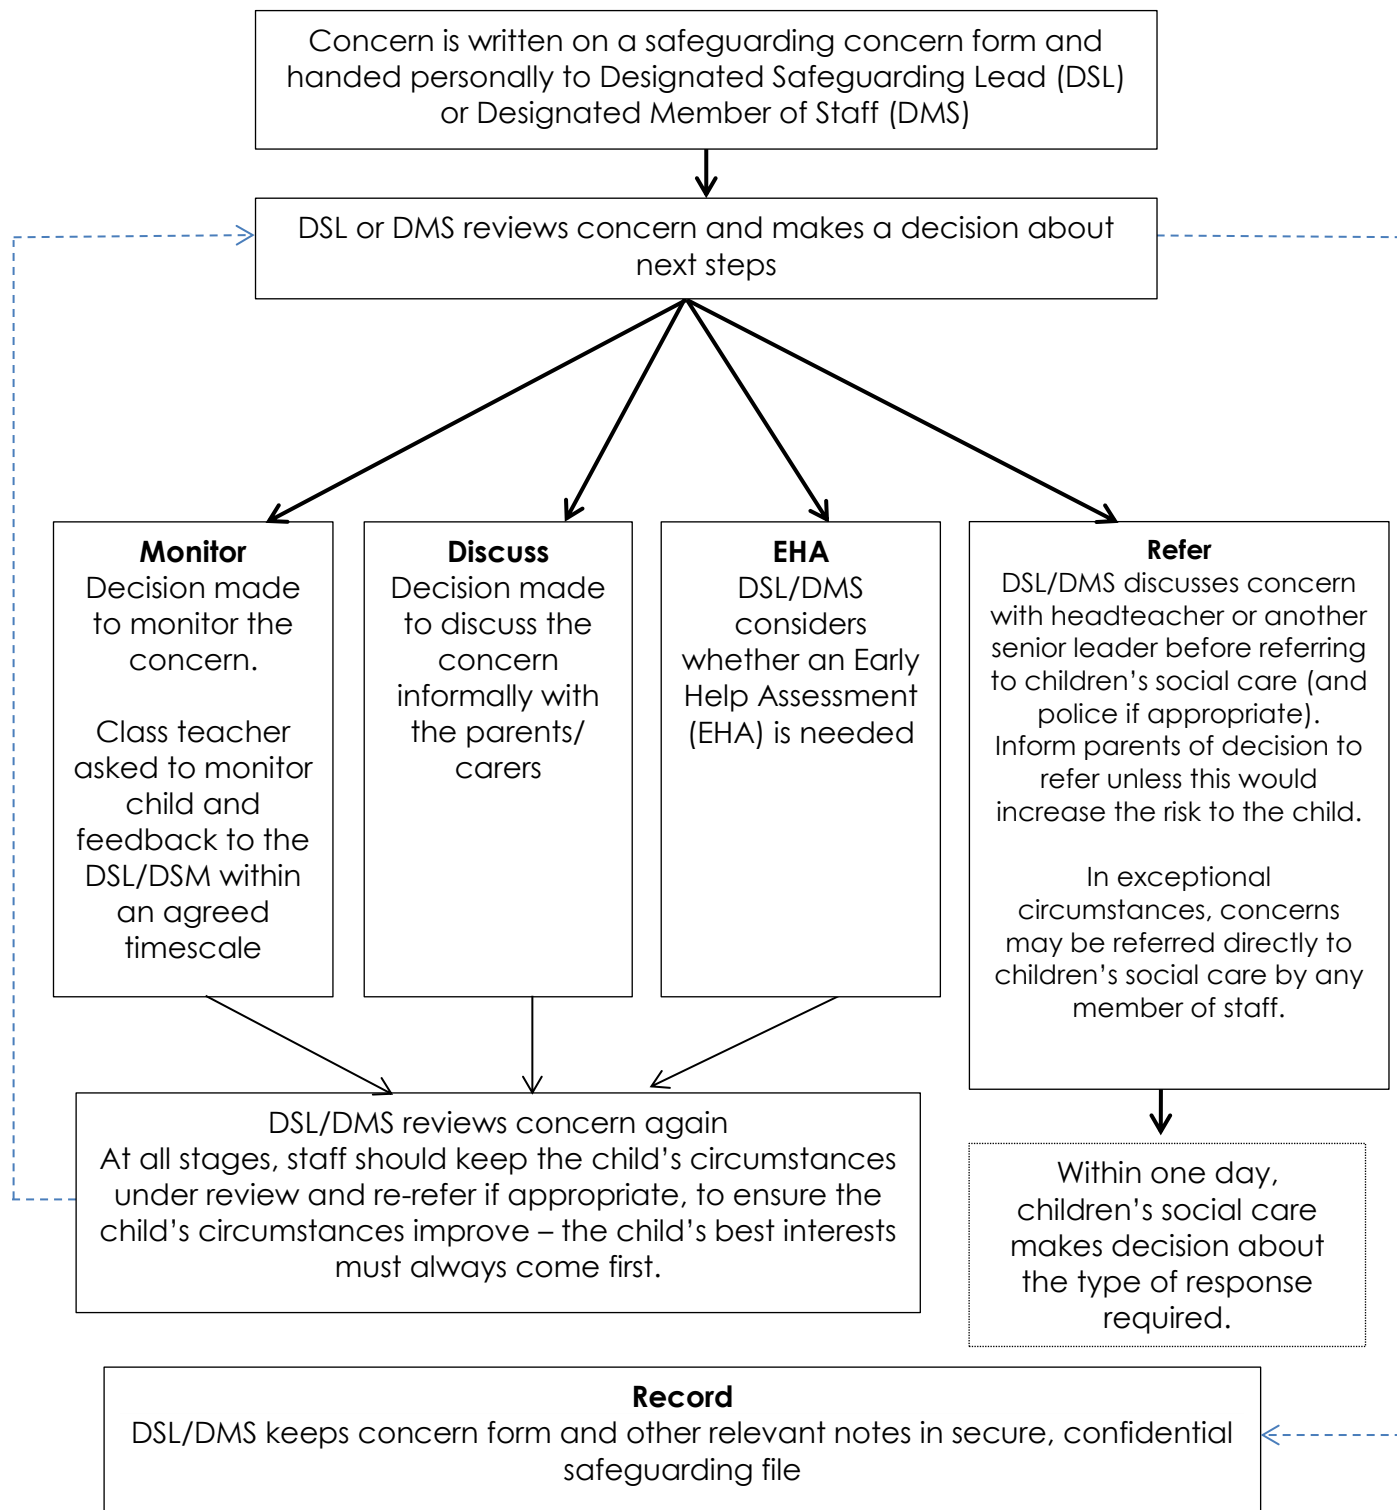 Concern is written on a safeguarding concern form and
handed personally to Designated Safeguarding Lead (DSL)
or Designated Member of Staff (DMS)
DSL or DMS reviews concern and makes a decision about
next steps
Monitor
Decision made
to monitor the
concern.
Class teacher
asked to monitor
child and
feedback to the
DSL/DSM within
an agreed
timescale
Discuss
Decision made
to discuss the
concern
informally with
the parents/
carers
EHA
DSL/DMS
considers
whether an Early
Help Assessment
(EHA) is needed
Refer
DSL/DMS discusses concern
with headteacher or another
senior leader before referring
to children’s social care (and
police if appropriate).
Inform parents of decision to
refer unless this would
increase the risk to the child.
In exceptional
circumstances, concerns
may be referred directly to
children’s social care by any
member of staff.
DSL/DMS reviews concern again
At all stages, staff should keep the child’s circumstances
under review and re-refer if appropriate, to ensure the
child’s circumstances improve – the child’s best interests
must always come first.
Within one day,
children’s social care
makes decision about
the type of response
required.
Record
DSL/DMS keeps concern form and other relevant notes in secure, confidential
safeguarding file